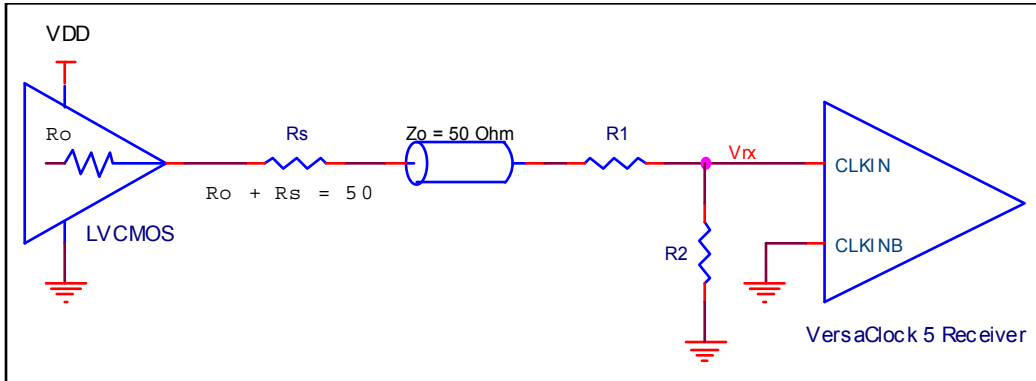 VDD
Ro
Rs
Zo = 50 Ohm
R1
Vrx
CLKIN
Ro + Rs = 50
LVCMOS
R2
CLKINB
VersaClock 5 Receiver